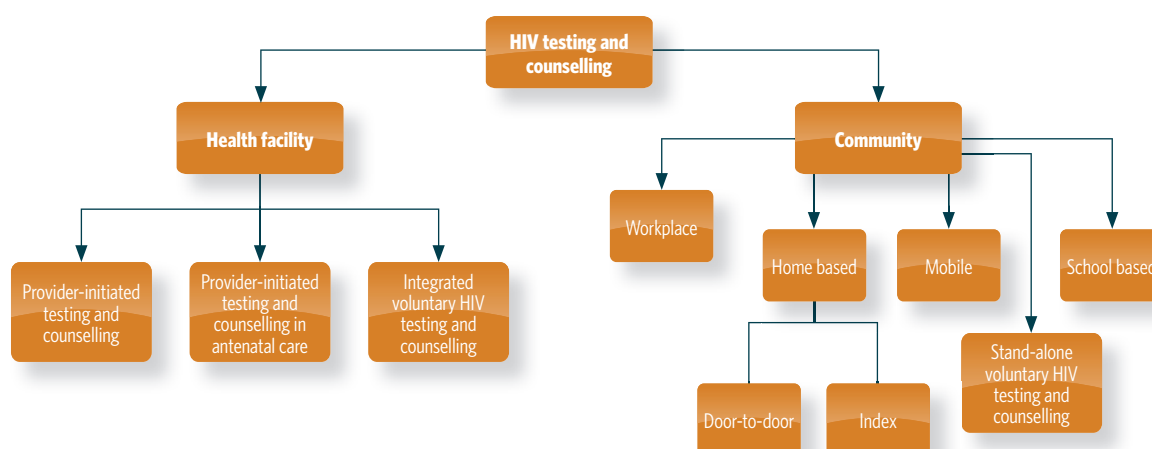 HIV testing and
counselling
Health facility
Community
Provider-initiated
testing and
counselling
Provider-initiated
testing and
counselling in
antenatal care
Integrated
voluntary HIV
testing and
counselling
Workplace
Home based
Mobile
School based
Door-to-door
Index
Stand-alone
voluntary HIV
testing and
counselling